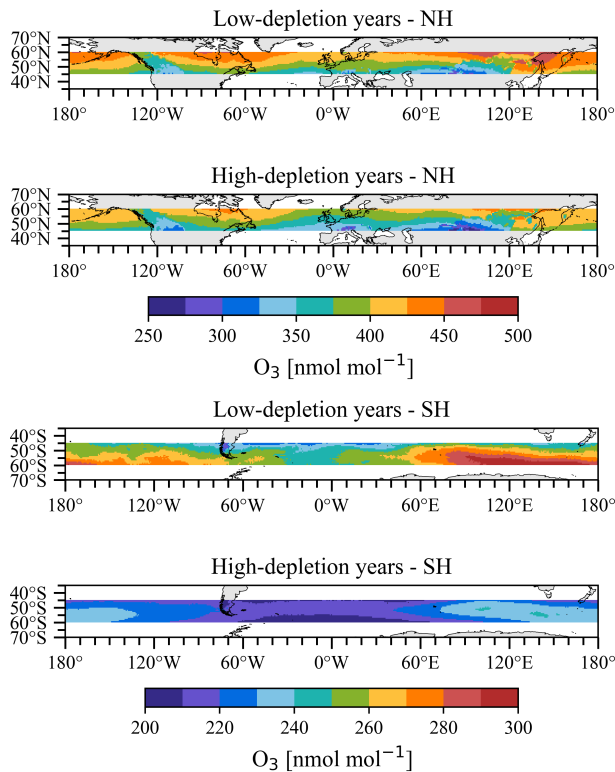 Low-depletion years - NH
70°N
60°N
50°N
40°N
180° 120°W 60°W 0°W 60°E 120°E 180°
High-depletion years - NH
70°N
60°N
50°N
40°N
180° 120°W 60°W 0°W 60°E 120°E 180°
250 300 350 400 450 500
O₃ [nmol mol⁻¹]
Low-depletion years - SH
40°S
50°S
60°S
70°S
180° 120°W 60°W 0°W 60°E 120°E 180°
High-depletion years - SH
40°S
50°S
60°S
70°S
180° 120°W 60°W 0°W 60°E 120°E 180°
200 220 240 260 280 300
O₃ [nmol mol⁻¹]